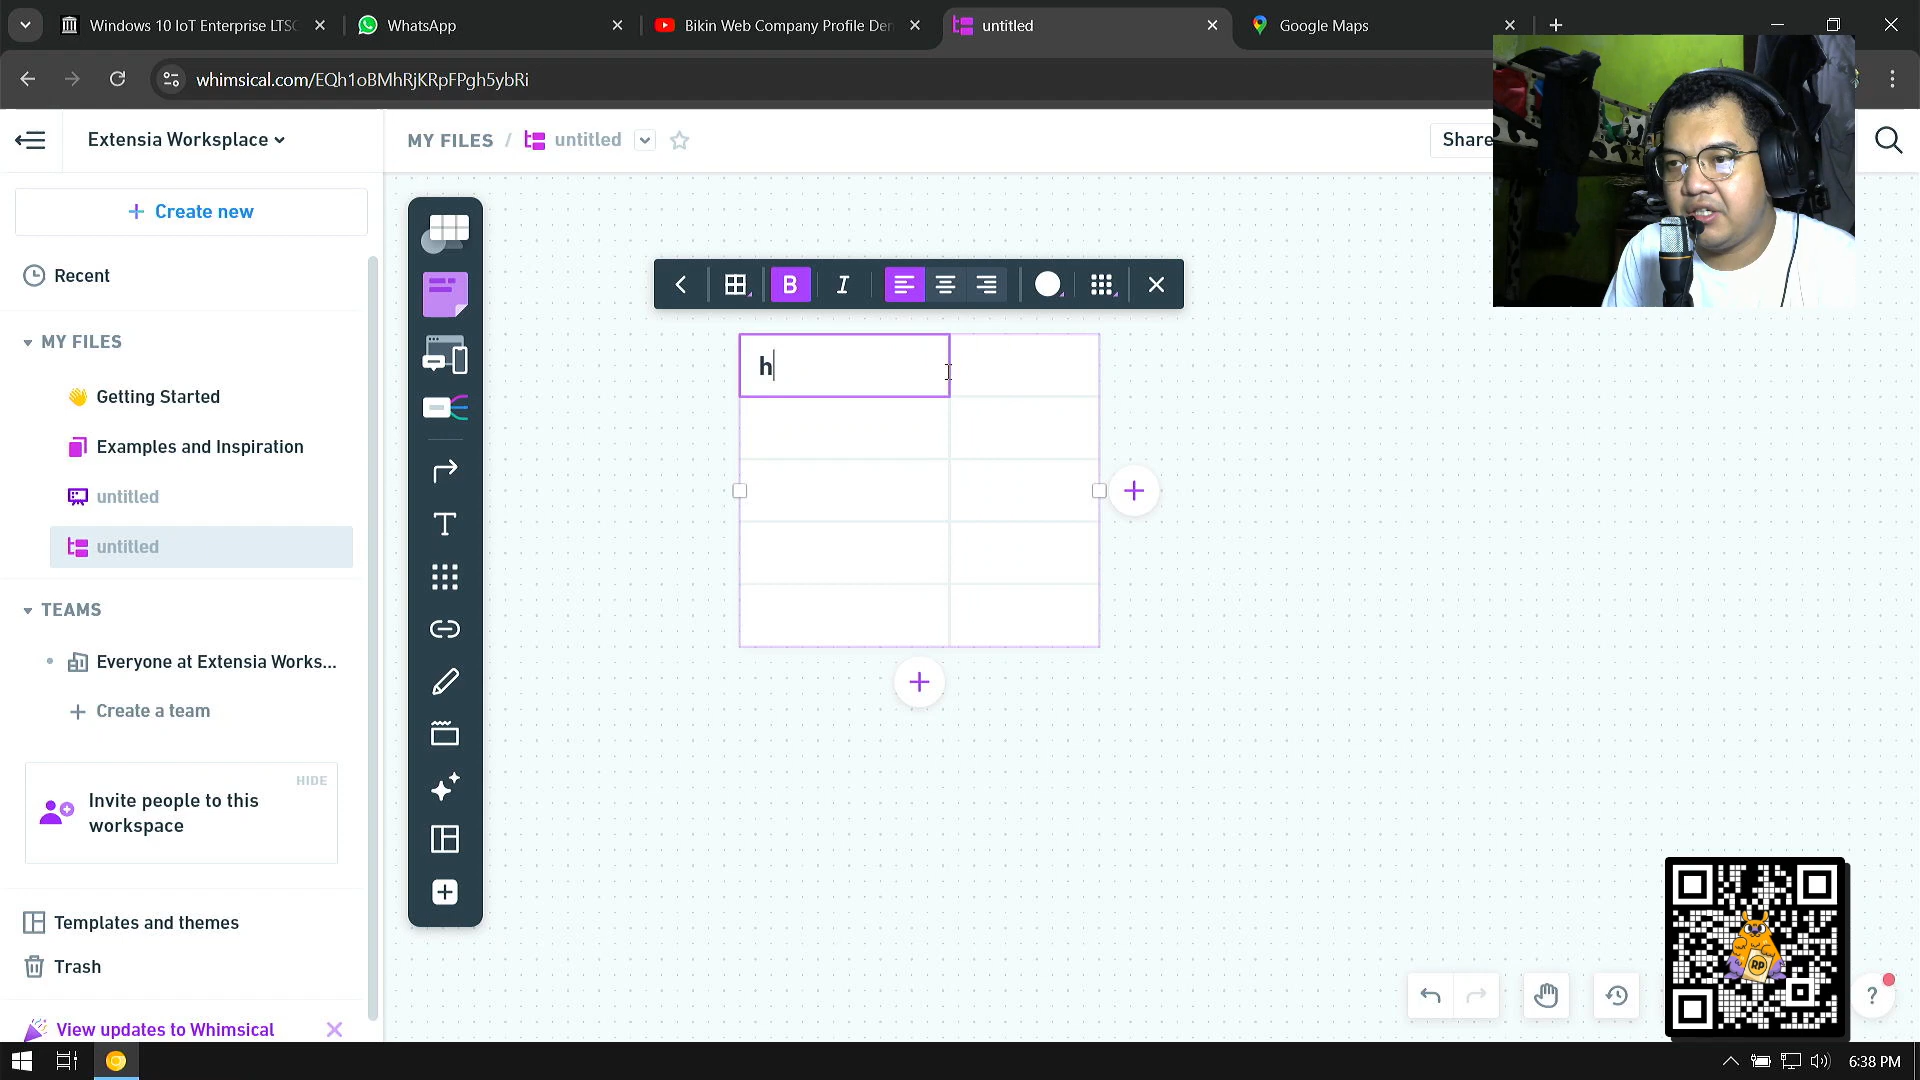 Windows 10 IoT Enterprise LTSC
WhatsApp
Bikin Web Company Profile Den
untitled
Google Maps
whimsical.com/EQh1oBMhRjKRpFPgh5ybRi
Extensia Worksplace
MY FILES / untitled
Share
+ Create new
Recent
MY FILES
Getting Started
Examples and Inspiration
untitled
untitled
TEAMS
Everyone at Extensia Works...
+ Create a team
HIDE
Invite people to this
workspace
Templates and themes
Trash
View updates to Whimsical
B I
h
T
RP
?
6:38 PM